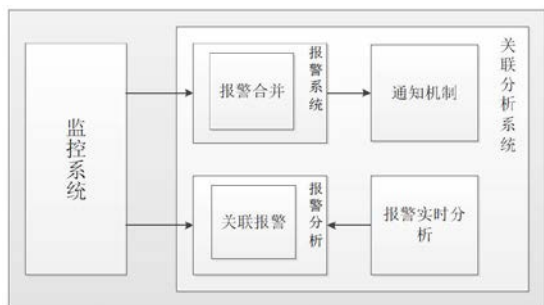 监控系统
报警合并
报警系统
通知机制
关联分析系统
关联报警
报警分析
报警实时分
析